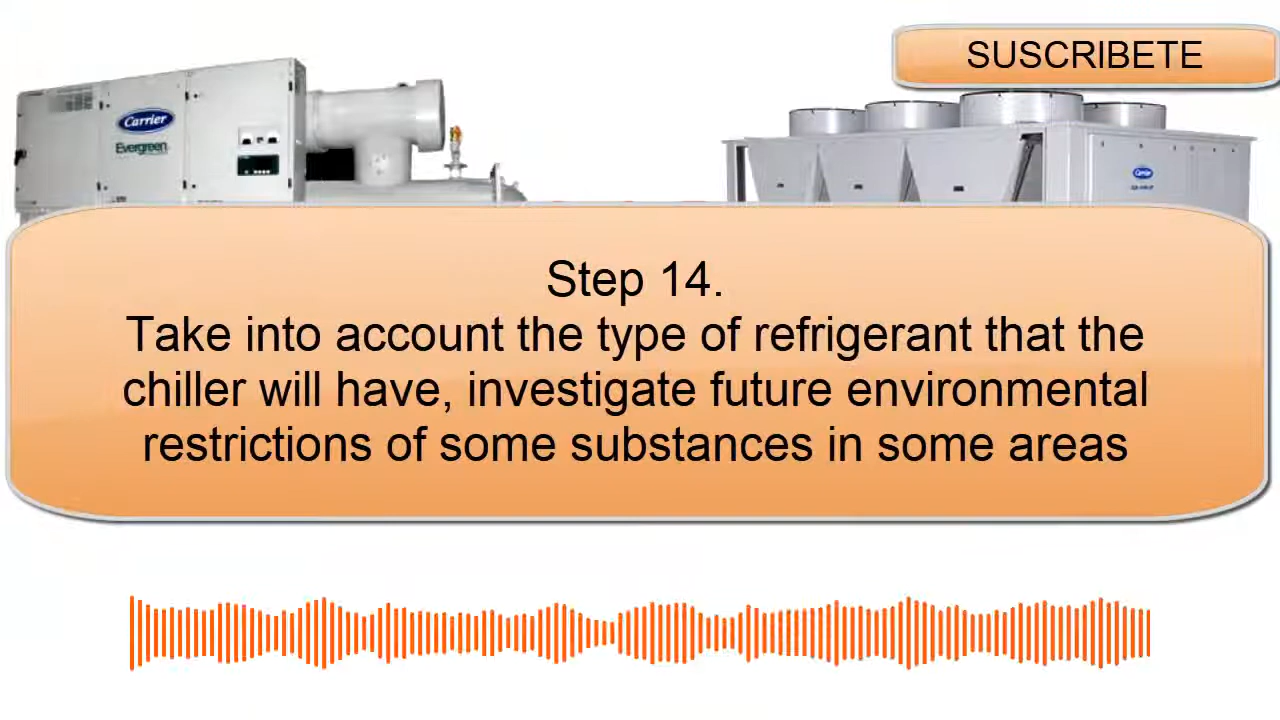 SUSCRIBETE
Carrier
Evergreen
Carrier
Step 14.
Take into account the type of refrigerant that the
chiller will have, investigate future environmental
restrictions of some substances in some areas